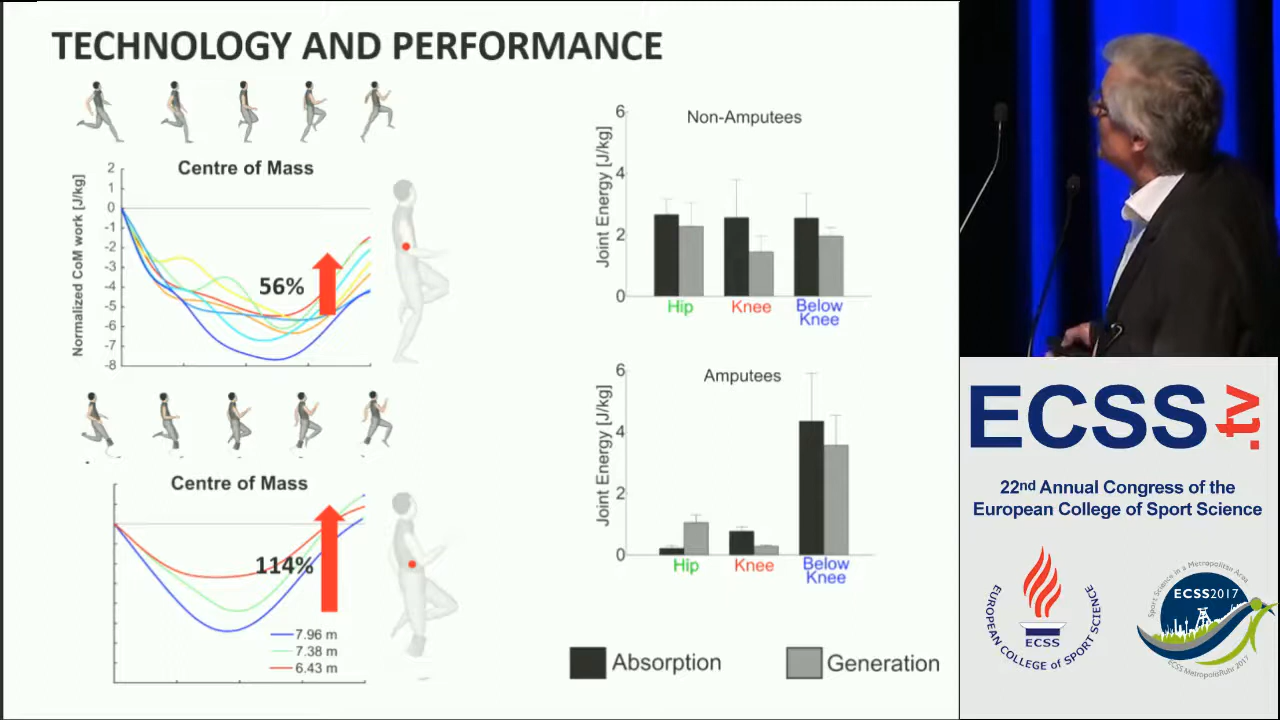 TECHNOLOGY AND PERFORMANCE
Centre of Mass
Normalized CoM work [J/kg]
2
1
0
-1
-2
-3
-4
-5
-6
-7
-8
56%
Centre of Mass
114%
7.96 m
7.38 m
6.43 m
Non-Amputees
Joint Energy [J/kg]
6
4
2
0
Hip
Knee
Below
Knee
Amputees
Joint Energy [J/kg]
6
4
2
0
Hip
Knee
Below
Knee
Absorption
Generation
ECSS.tv
22nd Annual Congress of the
European College of Sport Science
EUROPEAN COLLEGE OF SPORT SCIENCE
ECSS
Sport Science in a Metropolitan Area
ECSS2017
ECSS MetropolisRuhr 2017